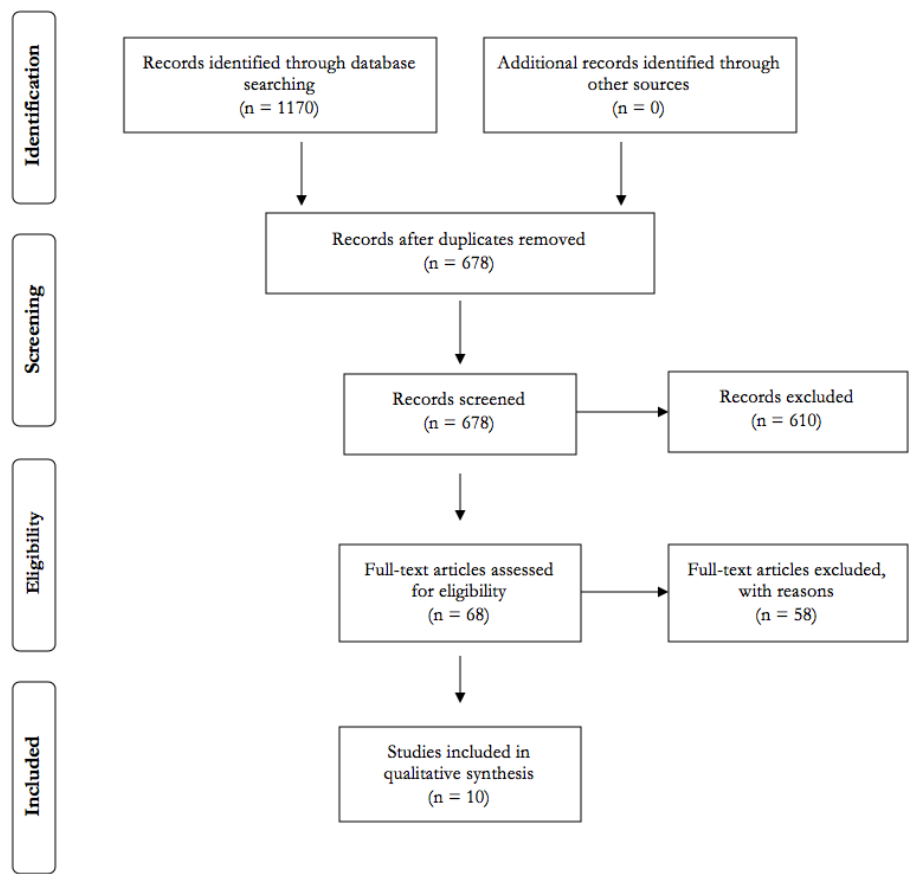 Identification
Records identified through database
searching
(n = 1170)
Additional records identified through
other sources
(n = 0)
Screening
Records after duplicates removed
(n = 678)
Records screened
(n = 678)
Records excluded
(n = 610)
Eligibility
Full-text articles assessed
for eligibility
(n = 68)
Full-text articles excluded,
with reasons
(n = 58)
Included
Studies included in
qualitative synthesis
(n = 10)